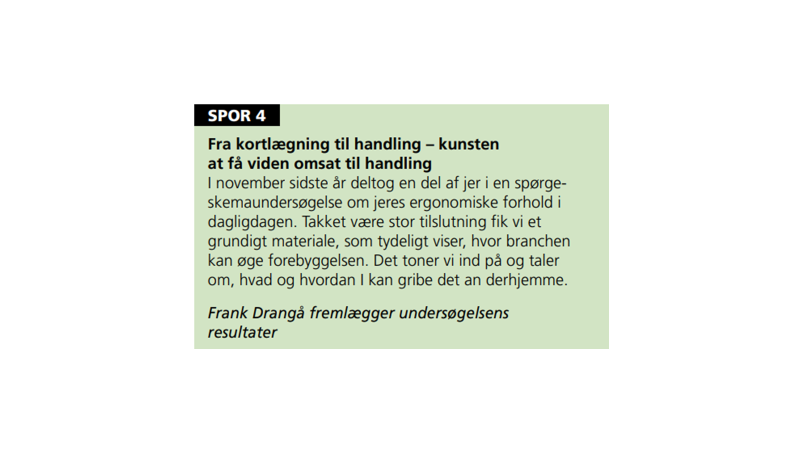 SPOR 4
Fra kortlægning til handling – kunsten
at få viden omsat til handling
I november sidste år deltog en del af jer i en spørge-
skemaundersøgelse om jeres ergonomiske forhold i
dagligdagen. Takket være stor tilslutning fik vi et
grundigt materiale, som tydeligt viser, hvor branchen
kan øge forebyggelsen. Det toner vi ind på og taler
om, hvad og hvordan I kan gribe det an derhjemme.
Frank Drangå fremlægger undersøgelsens
resultater